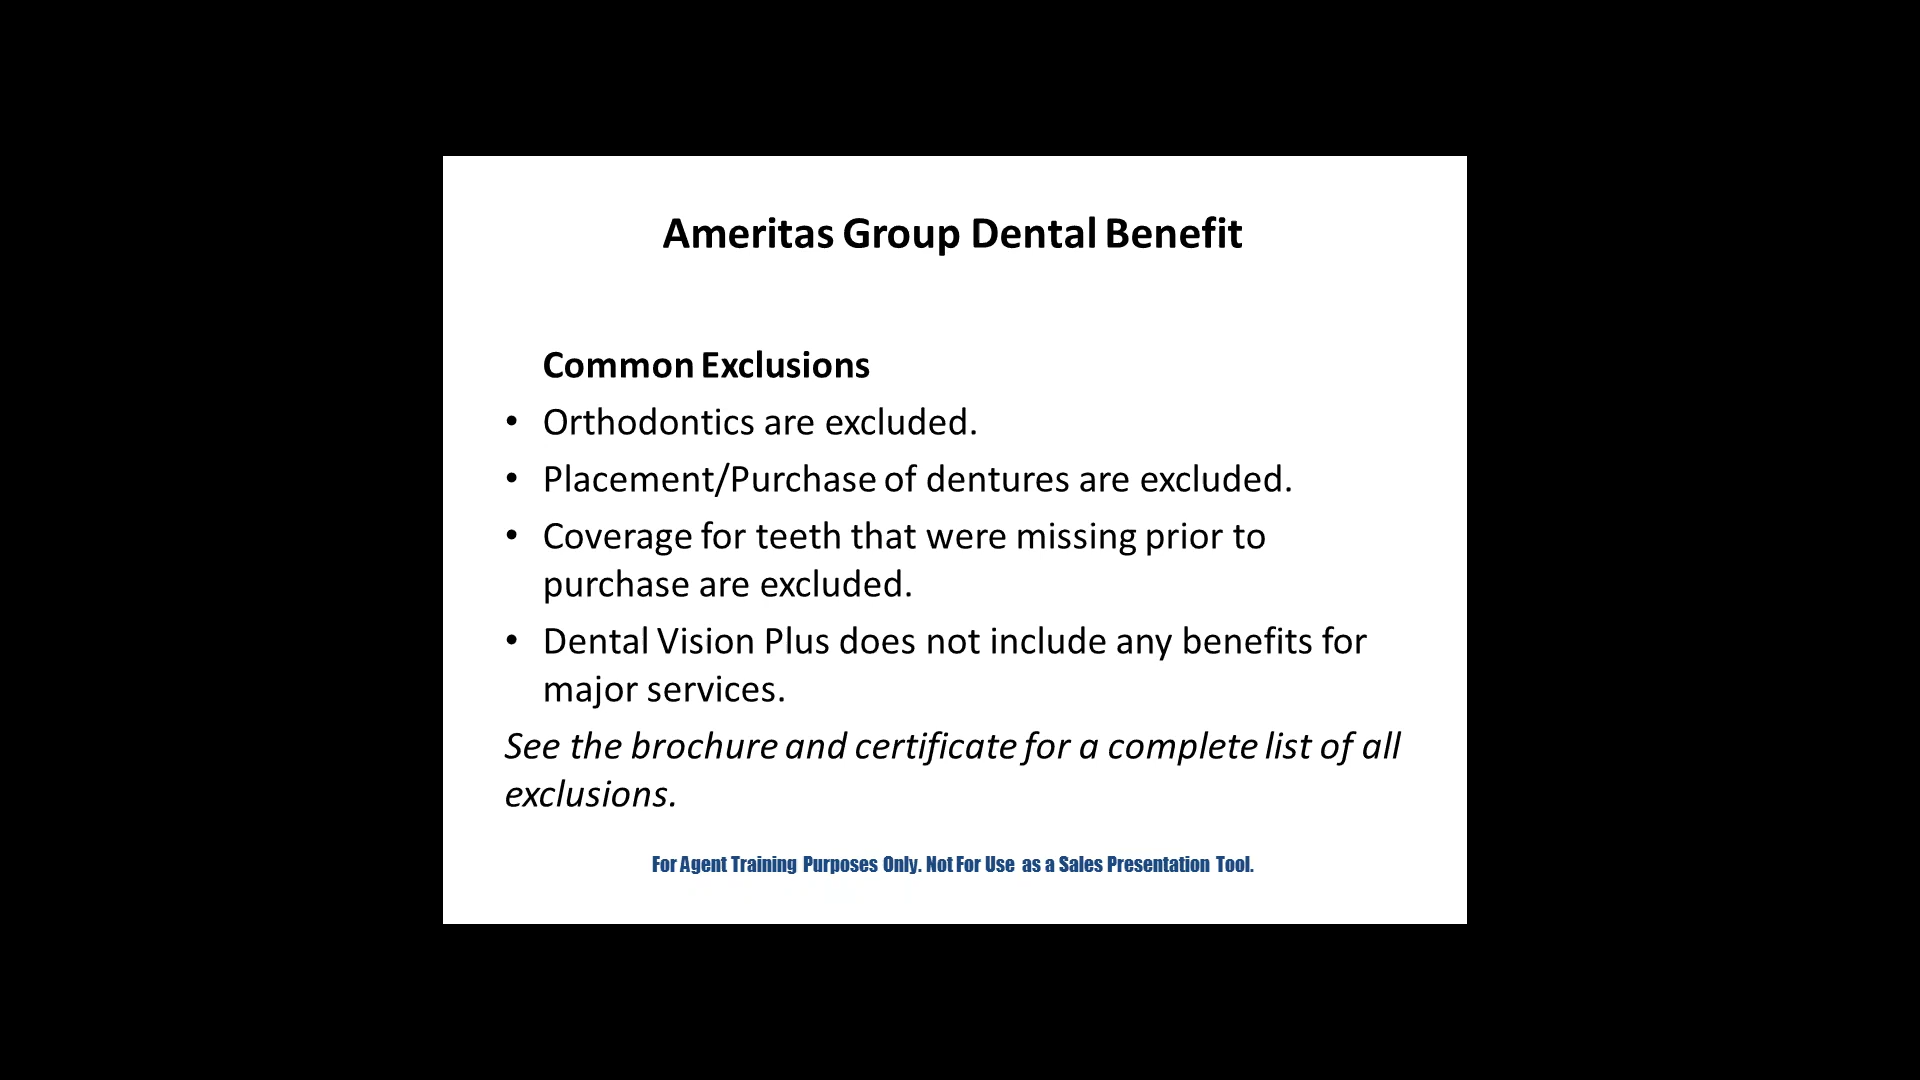 Ameritas Group Dental Benefit
Common Exclusions
• Orthodontics are excluded.
• Placement/Purchase of dentures are excluded.
• Coverage for teeth that were missing prior to
purchase are excluded.
• Dental Vision Plus does not include any benefits for
major services.
See the brochure and certificate for a complete list of all
exclusions.
For Agent Training Purposes Only. Not For Use as a Sales Presentation Tool.